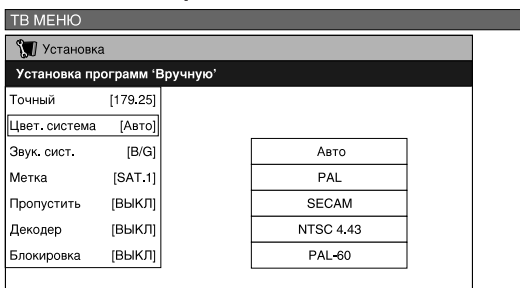 ТВ МЕНЮ
Установка
Установка программ ‘Вручную’
Точный [179.25]
Цвет. система [Авто]
Звук. сист. [B/G]
Авто
Метка [SAT.1]
PAL
Пропустить [ВЫКЛ]
SECAM
Декодер [ВЫКЛ]
NTSC 4.43
Блокировка [ВЫКЛ]
PAL-60